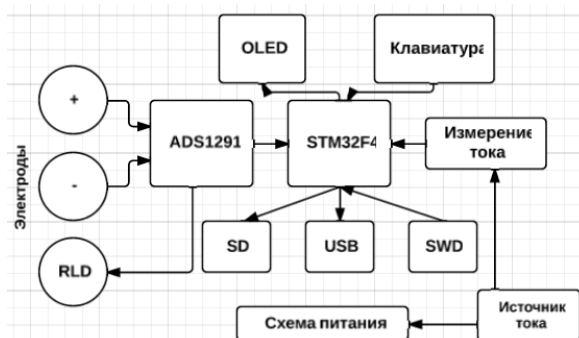 OLED
Клавиатура
+
ADS1291
STM32F4
Измерение
тока
-
Электроды
SD
USB
SWD
RLD
Источник
тока
Схема питания